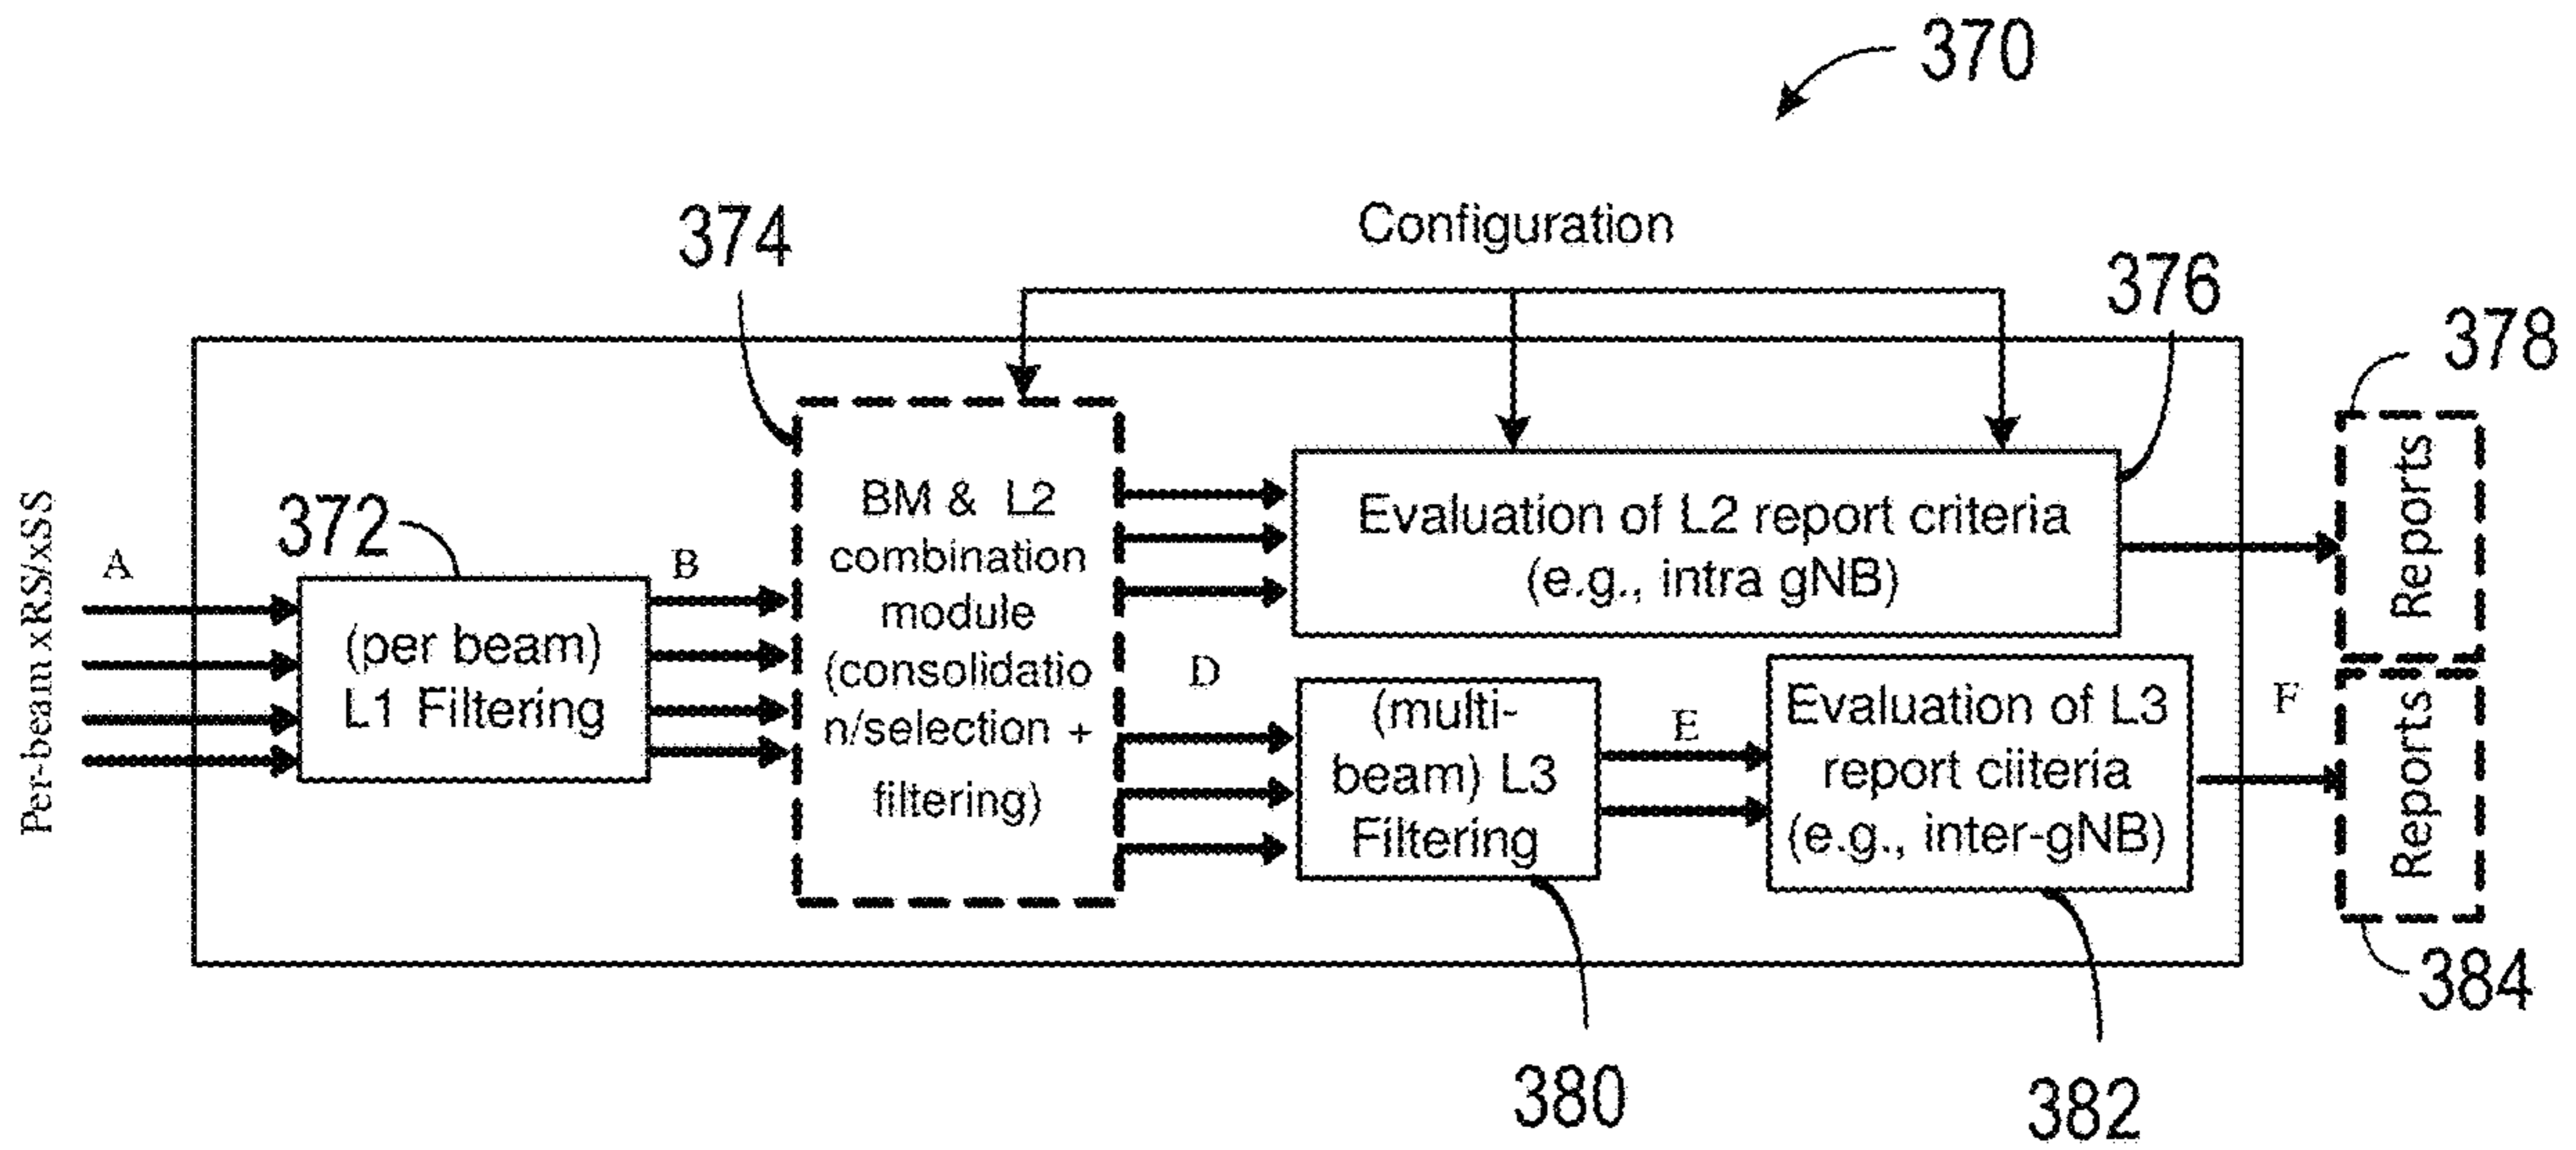 370
374
Configuration
376
378
Per-beam xRS/xSS
A
372
(per beam)
L1 Filtering
B
BM & L2
combination
module
(consolidatio
n/selection +
filtering)
Evaluation of L2 report criteria
(e.g., intra gNB)
Reports
D
(multi-
beam) L3
Filtering
E
Evaluation of L3
report ciiteria
(e.g., inter-gNB)
F
Reports
384
380
382